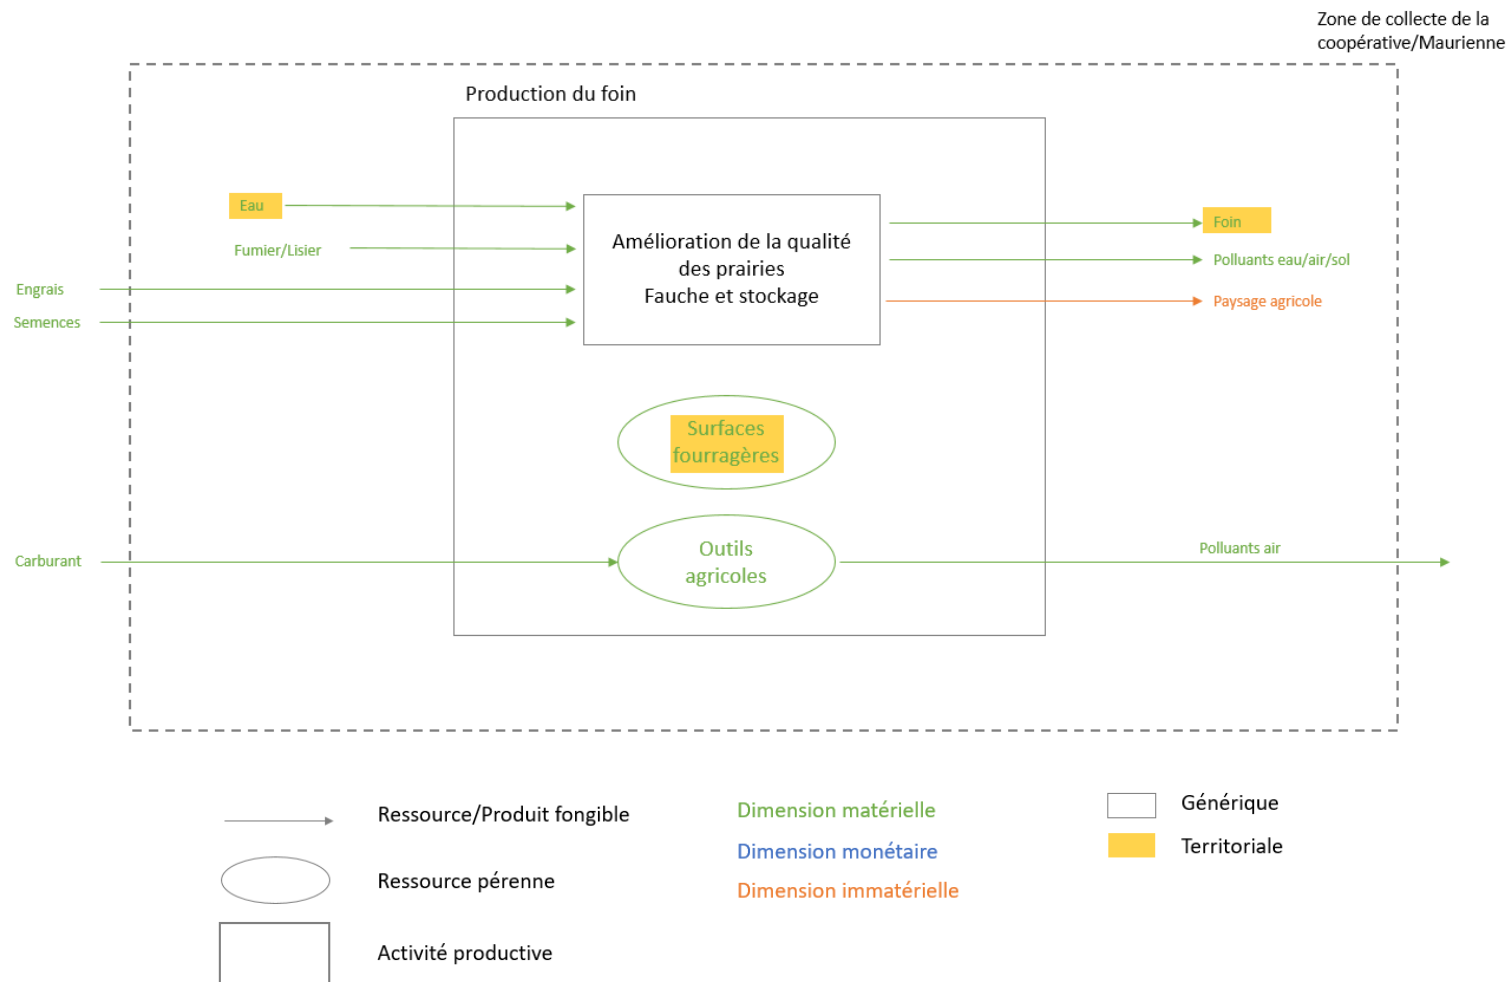 Zone de collecte de la
coopérative/Maurienne
Production du foin
Eau
Fumier/Lisier
Engrais
Semences
Amélioration de la qualité
des prairies
Fauche et stockage
Foin
Polluants eau/air/sol
Paysage agricole
Surfaces
fourragères
Carburant
Outils
agricoles
Polluants air
Ressource/Produit fongible
Ressource pérenne
Activité productive
Dimension matérielle
Dimension monétaire
Dimension immatérielle
Générique
Territoriale